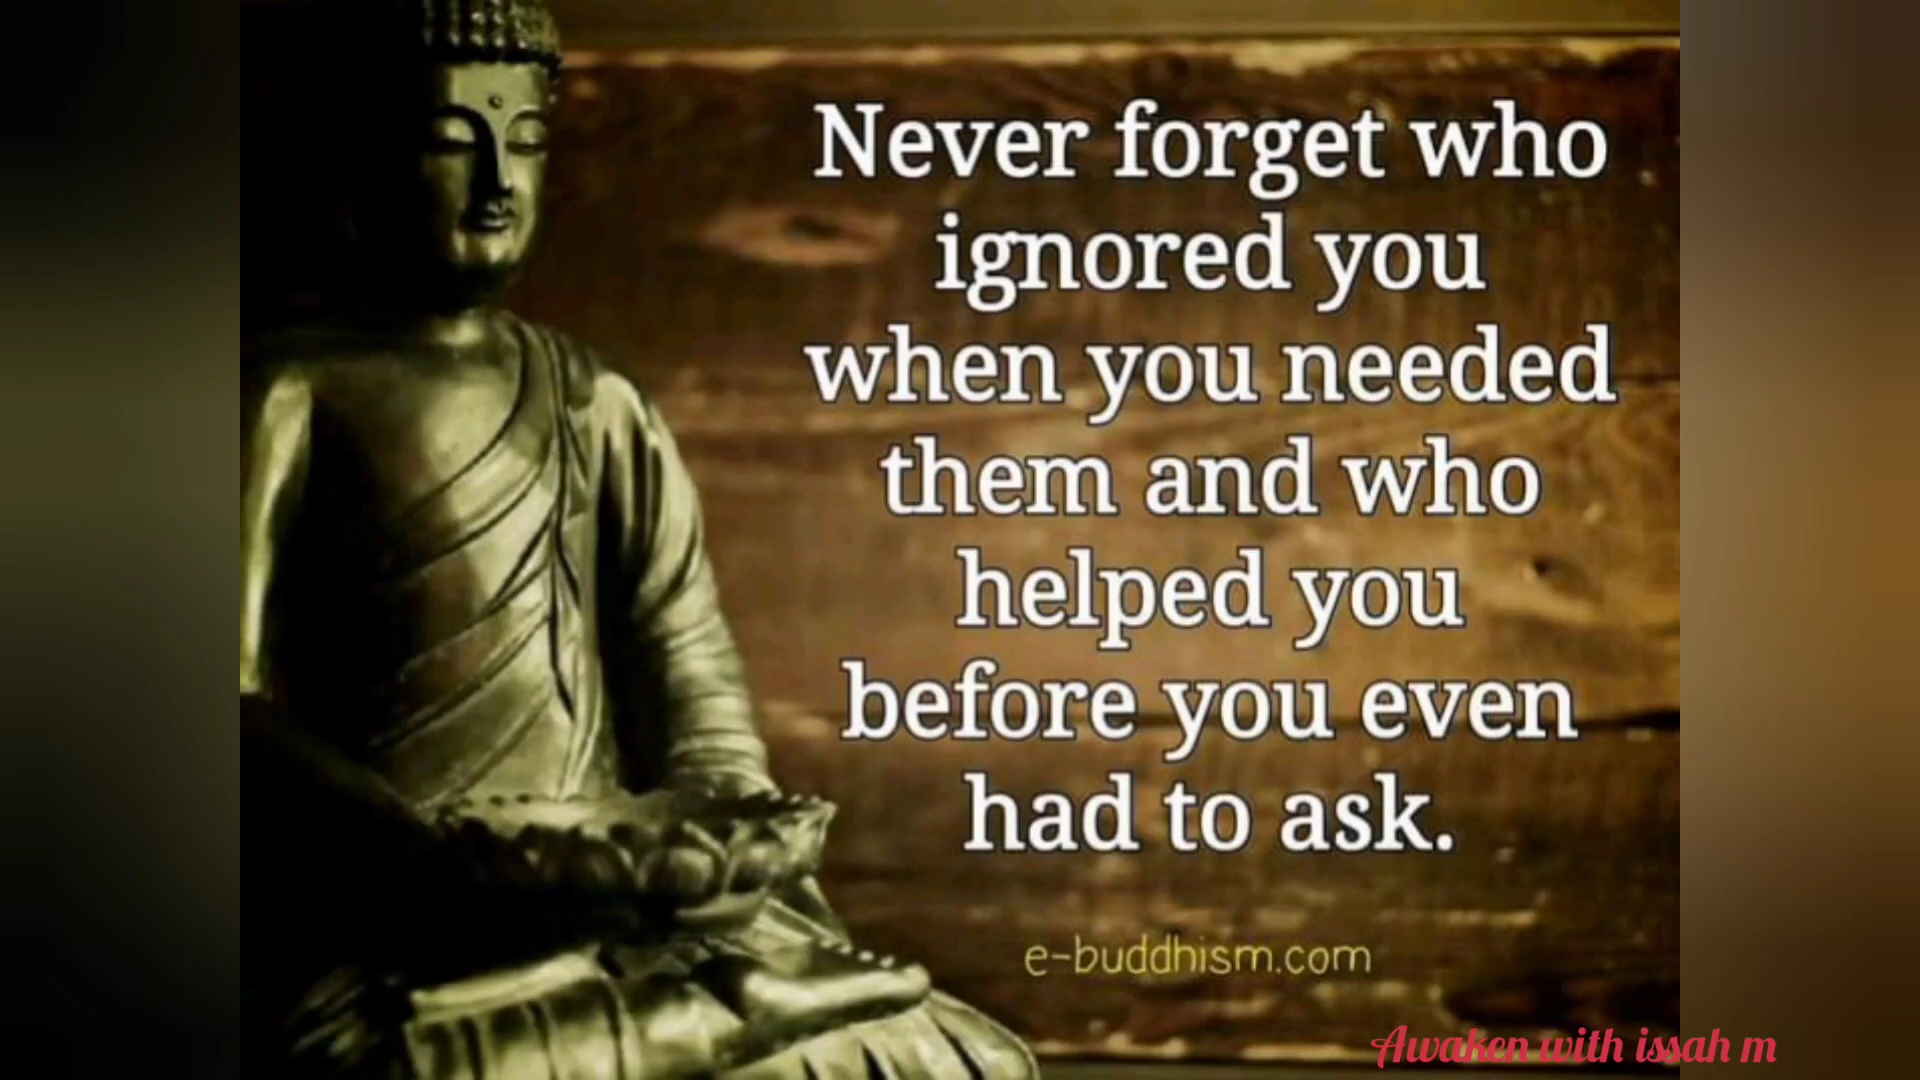 Never forget who
ignored you
when you needed
them and who
helped you
before you even
had to ask.
e-buddhism.com
Awaken with issah m